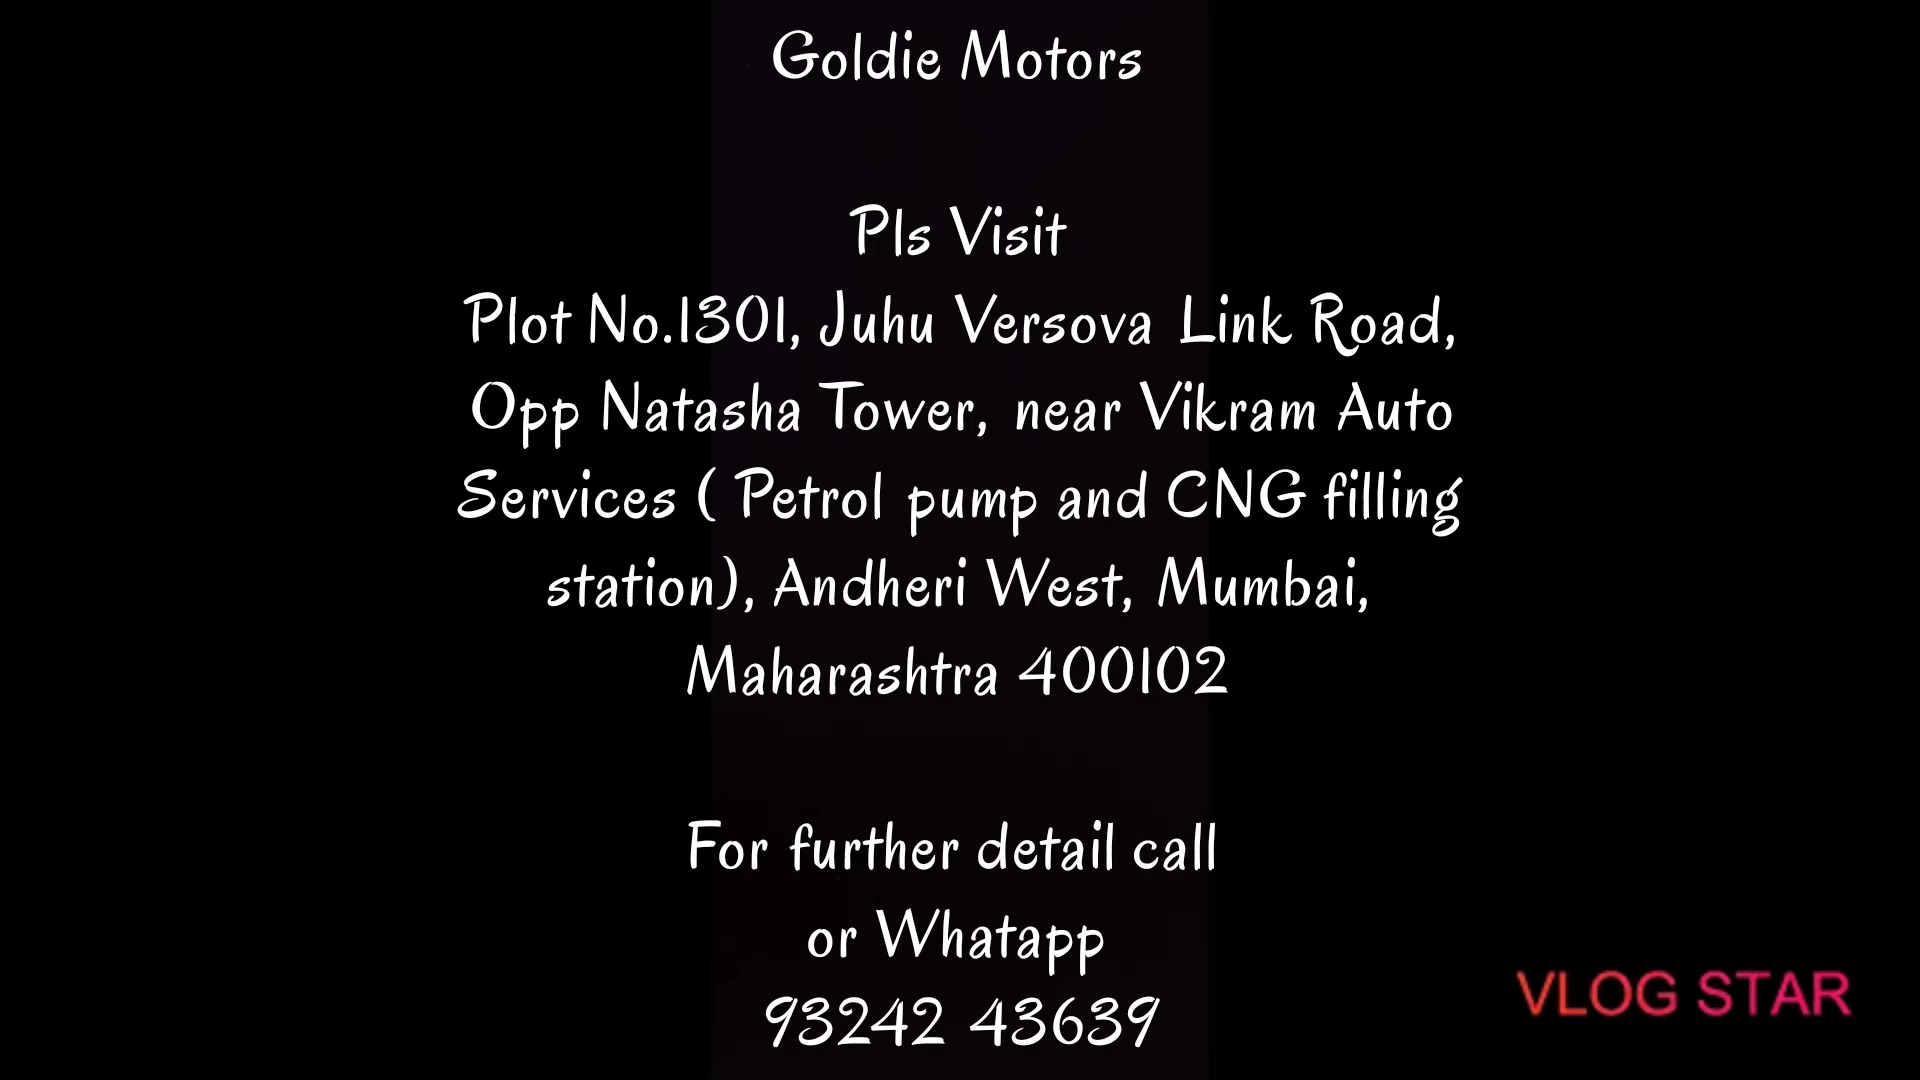 Goldie Motors
Pls Visit
Plot No.1301, Juhu Versova Link Road,
Opp Natasha Tower, near Vikram Auto
Services ( Petrol pump and CNG filling
station), Andheri West, Mumbai,
Maharashtra 400102
For further detail call
or Whatapp
93242 43639
VLOG STAR